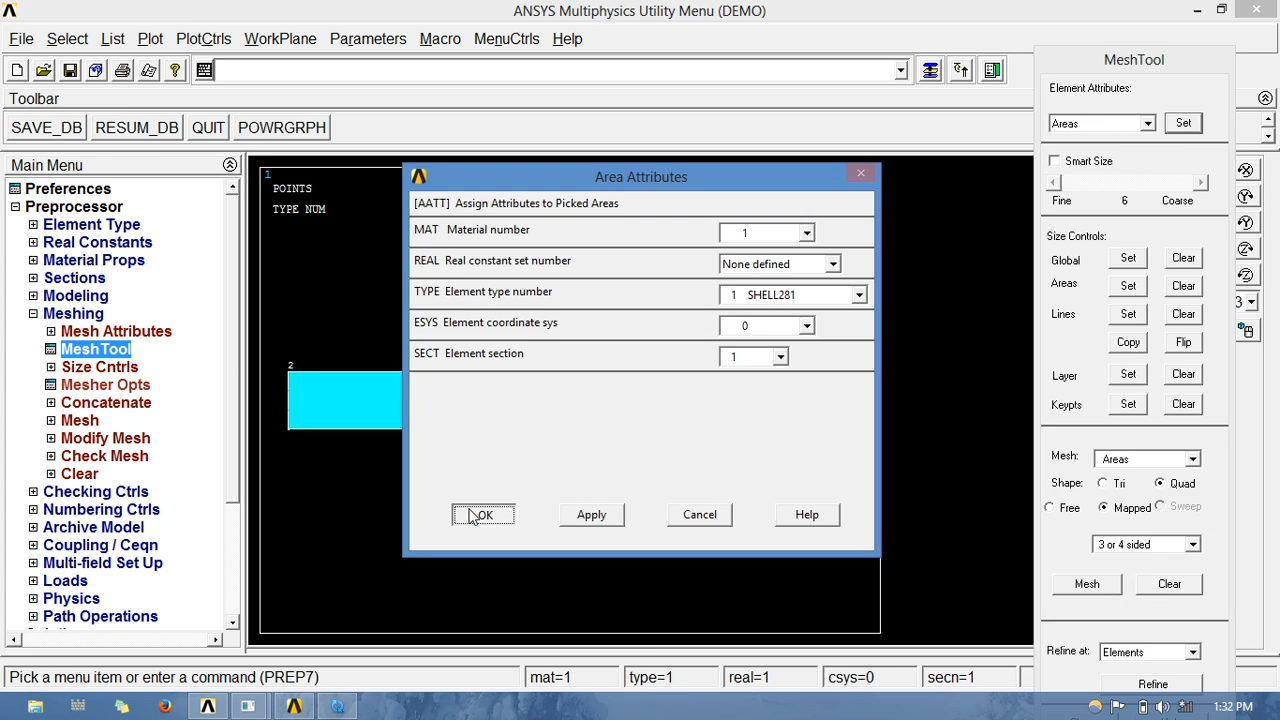 ANSYS Multiphysics Utility Menu (DEMO)
File Select List Plot PlotCtrls WorkPlane Parameters Macro MenuCtrls Help
Toolbar
SAVE_DB RESUM_DB QUIT POWRGRPH
Main Menu
Preferences
Preprocessor
Element Type
Real Constants
Material Props
Sections
Modeling
Meshing
Mesh Attributes
MeshTool
Size Cntrls
Mesher Opts
Concatenate
Mesh
Modify Mesh
Check Mesh
Clear
Checking Ctrls
Numbering Ctrls
Archive Model
Coupling / Ceqn
Multi-field Set Up
Loads
Physics
Path Operations
1
POINTS
TYPE NUM
2
Area Attributes
[AATT] Assign Attributes to Picked Areas
MAT Material number 1
REAL Real constant set number None defined
TYPE Element type number 1 SHELL281
ESYS Element coordinate sys 0
SECT Element section 1
OK Apply Cancel Help
MeshTool
Element Attributes:
Areas Set
Smart Size
Fine 6 Coarse
Size Controls:
Global Set Clear
Areas Set Clear
Lines Set Clear
Copy Flip
Layer Set Clear
Keypts Set Clear
Mesh: Areas
Shape: Tri Quad
Free Mapped Sweep
3 or 4 sided
Mesh Clear
Refine at: Elements
Refine
3
Pick a menu item or enter a command (PREP7) mat=1 type=1 real=1 csys=0 secn=1
1:32 PM